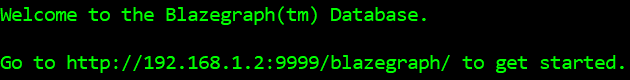 Welcome to the Blazegraph(tm) Database.
Go to http://192.168.1.2:9999/blazegraph/ to get started.